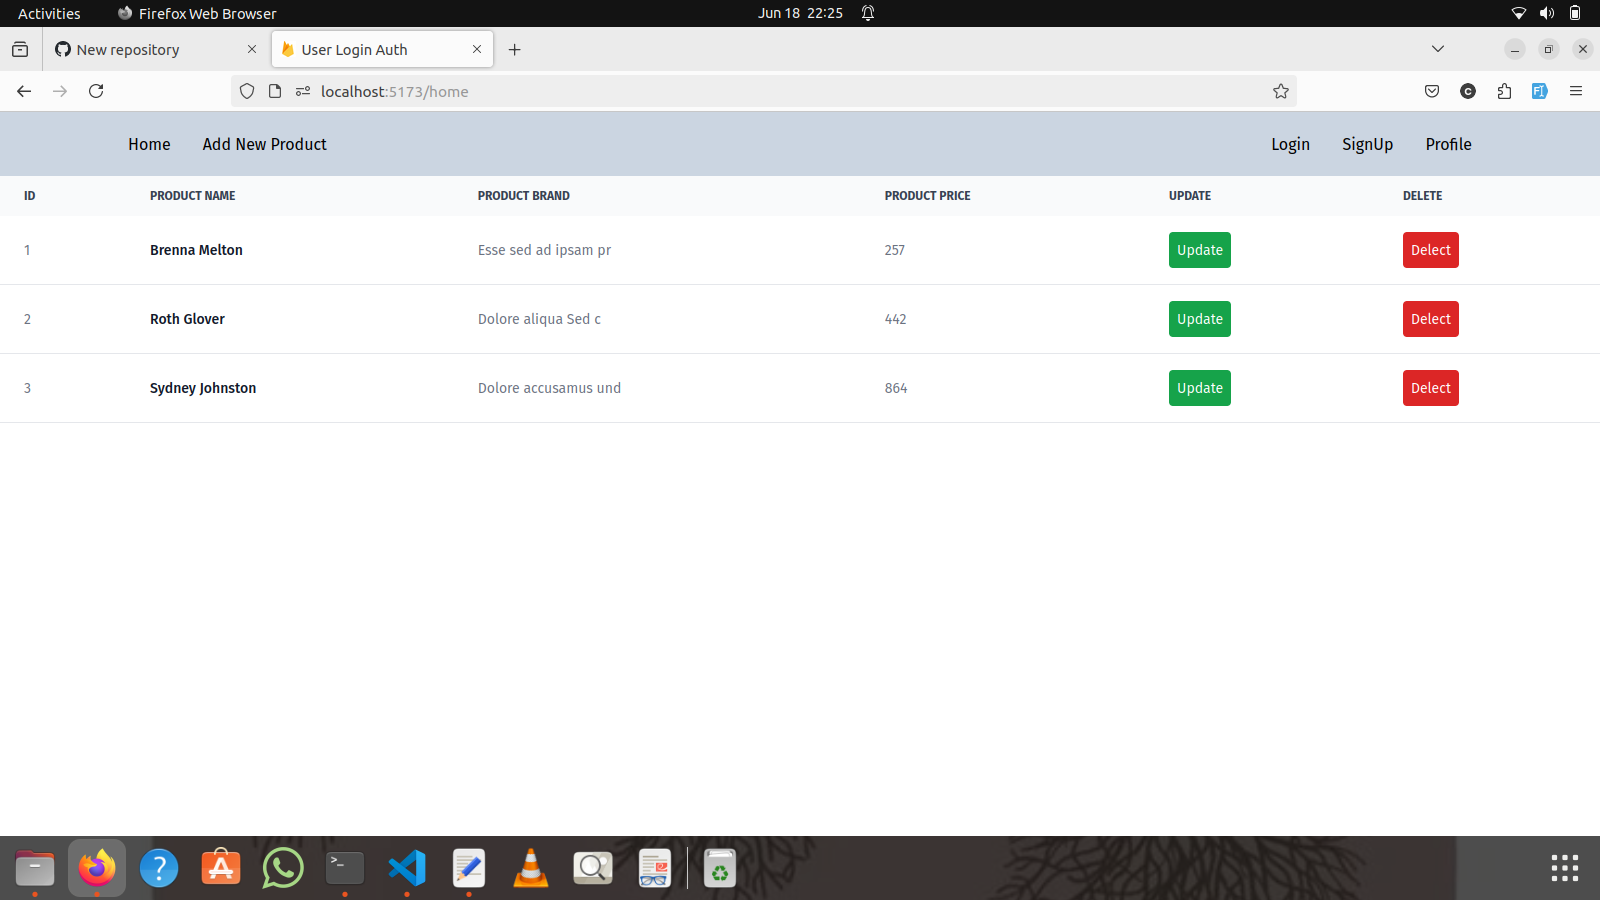 Activities Firefox Web Browser Jun 18 22:25
New repository User Login Auth
localhost:5173/home
Home Add New Product Login SignUp Profile
ID PRODUCT NAME PRODUCT BRAND PRODUCT PRICE UPDATE DELETE
1 Brenna Melton Esse sed ad ipsam pr 257 Update Delect
2 Roth Glover Dolore aliqua Sed c 442 Update Delect
3 Sydney Johnston Dolore accusamus und 864 Update Delect